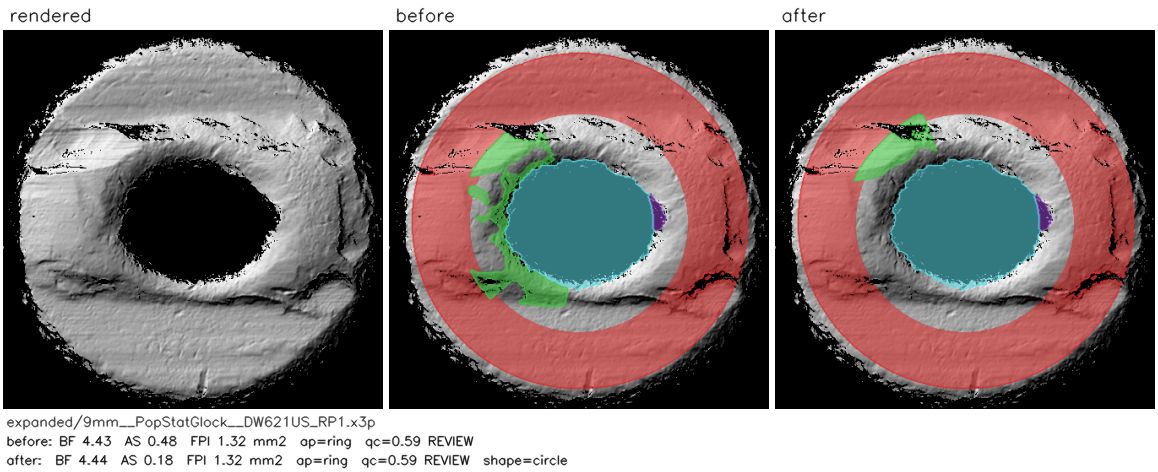 rendered
before
after
expanded/9mm__PopStatGlock__DW621US_RP1.x3p
before: BF 4.43 AS 0.48 FPI 1.32 mm2 ap=ring qc=0.59 REVIEW
after: BF 4.44 AS 0.18 FPI 1.32 mm2 ap=ring qc=0.59 REVIEW shape=circle